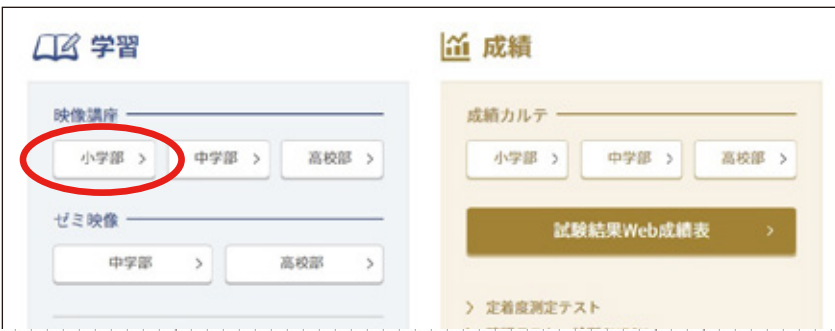 学習
映像講座
小学部 >
中学部 >
高校部 >
ゼミ映像
中学部 >
高校部 >
成績
成績カルテ
小学部 >
中学部 >
高校部 >
試験結果Web成績表 >
> 定着度測定テスト